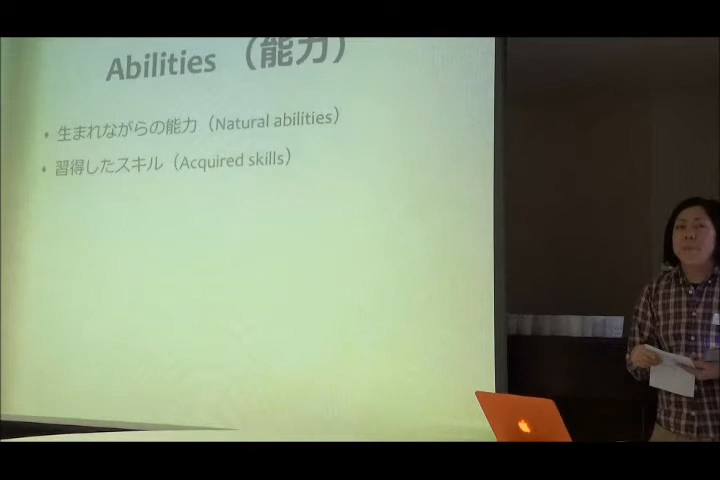 Abilities （能力）
• 生まれながらの能力（Natural abilities）
• 習得したスキル（Acquired skills）